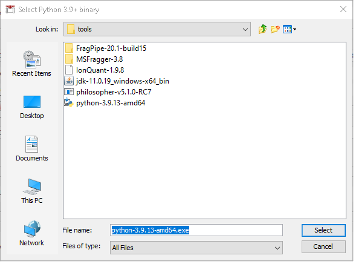 Select Python 3.9+ binary
Look in:
tools
Recent Items
Desktop
Documents
This PC
Network
FragPipe-20.1-build15
MSFragger-3.8
IonQuant-1.9.8
jdk-11.0.19_windows-x64_bin
philosopher-v5.1.0-RC7
python-3.9.13-amd64
File name:
python-3.9.13-amd64.exe
Select
Files of type:
All Files
Cancel